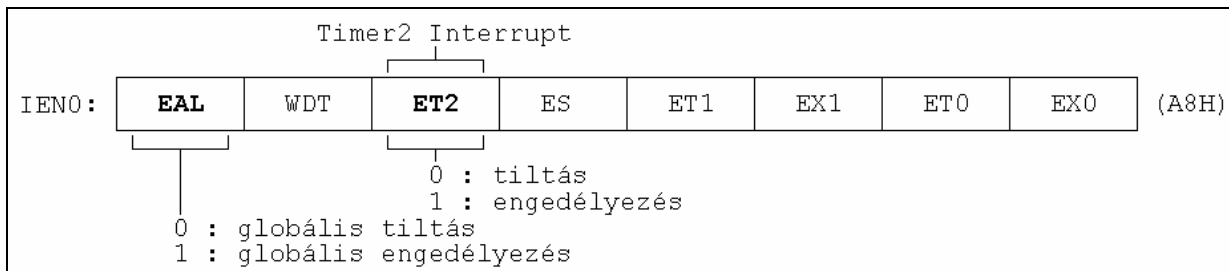 Timer2 Interrupt
IEN0: EAL WDT ET2 ES ET1 EX1 ET0 EX0 (A8H)
0 : tiltás
1 : engedélyezés
0 : globális tiltás
1 : globális engedélyezés